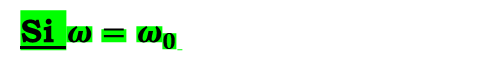 Si ω = ω₀